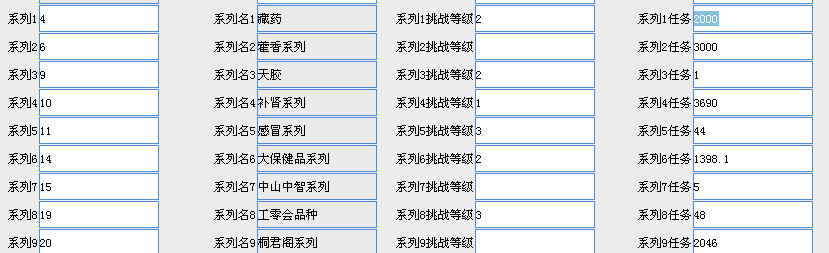 系列1 4 系列名1 藏药 系列1挑战等级 2 系列1任务 2000
系列2 6 系列名2 藿香系列 系列2挑战等级 系列2任务 3000
系列3 9 系列名3 天胶 系列3挑战等级 2 系列3任务 1
系列4 10 系列名4 补肾系列 系列4挑战等级 1 系列4任务 3690
系列5 11 系列名5 感冒系列 系列5挑战等级 3 系列5任务 44
系列6 14 系列名6 大保健品系列 系列6挑战等级 2 系列6任务 1398.1
系列7 15 系列名7 中山中智系列 系列7挑战等级 系列7任务 5
系列8 19 系列名8 工零会品种 系列8挑战等级 3 系列8任务 48
系列9 20 系列名9 桐君阁系列 系列9挑战等级 系列9任务 2046